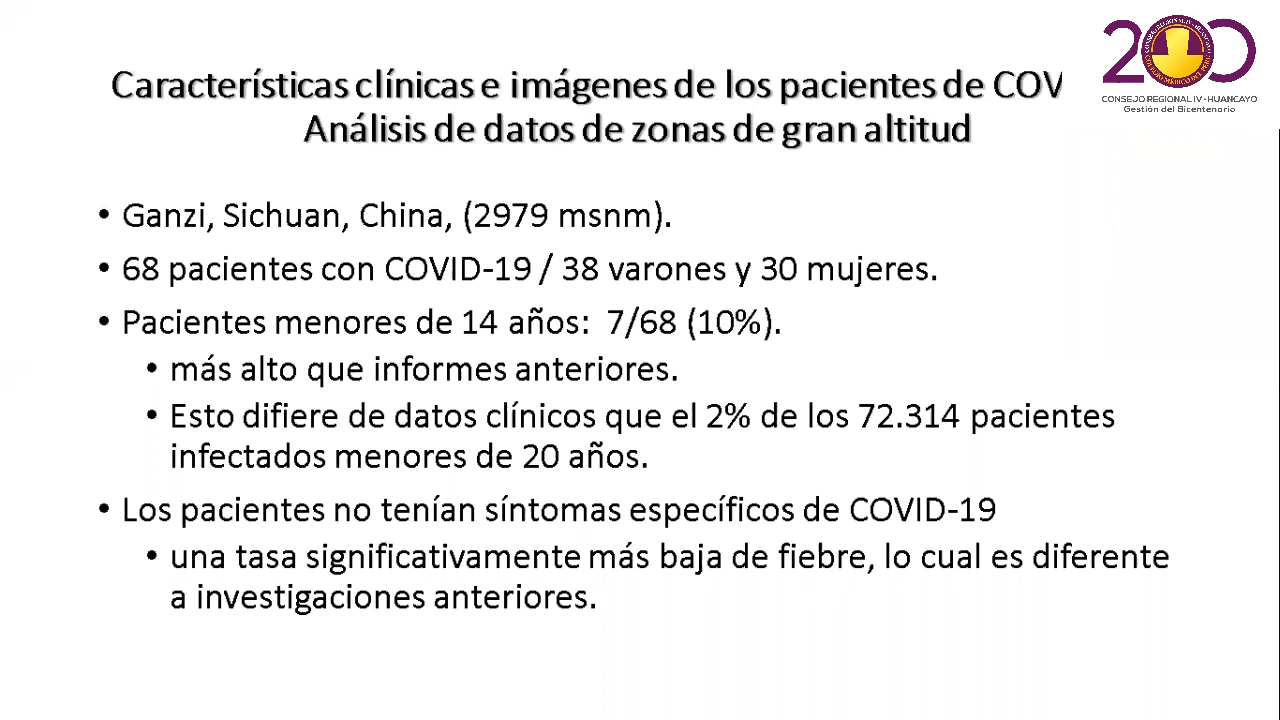 Características clínicas e imágenes de los pacientes de COV
Análisis de datos de zonas de gran altitud
200
CONSEJO REGIONAL IV - HUANCAYO
Gestión del Bicentenario
• Ganzi, Sichuan, China, (2979 msnm).
• 68 pacientes con COVID-19 / 38 varones y 30 mujeres.
• Pacientes menores de 14 años: 7/68 (10%).
• más alto que informes anteriores.
• Esto difiere de datos clínicos que el 2% de los 72.314 pacientes
infectados menores de 20 años.
• Los pacientes no tenían síntomas específicos de COVID-19
• una tasa significativamente más baja de fiebre, lo cual es diferente
a investigaciones anteriores.